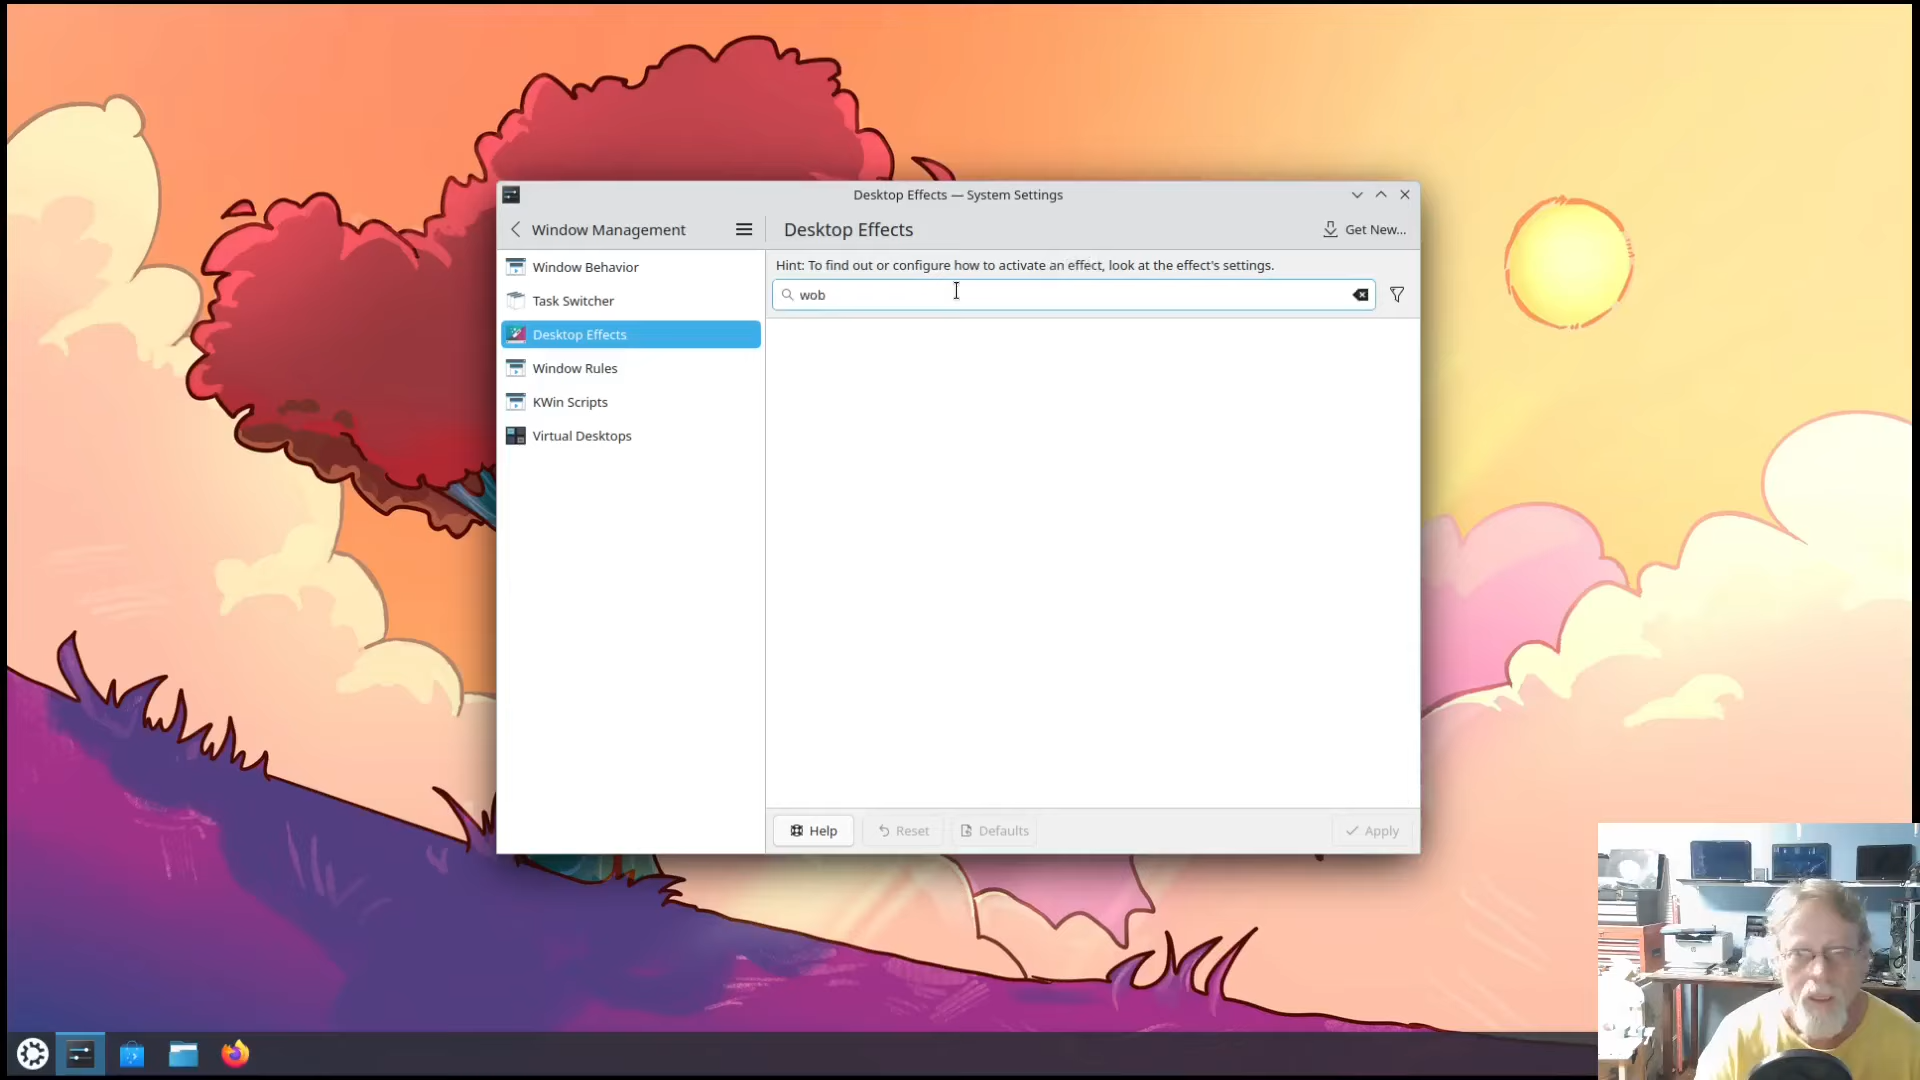 Desktop Effects — System Settings
Window Management
Desktop Effects
Get New...
Window Behavior
Task Switcher
Desktop Effects
Window Rules
KWin Scripts
Virtual Desktops
Hint: To find out or configure how to activate an effect, look at the effect's settings.
wob
Help
Reset
Defaults
Apply